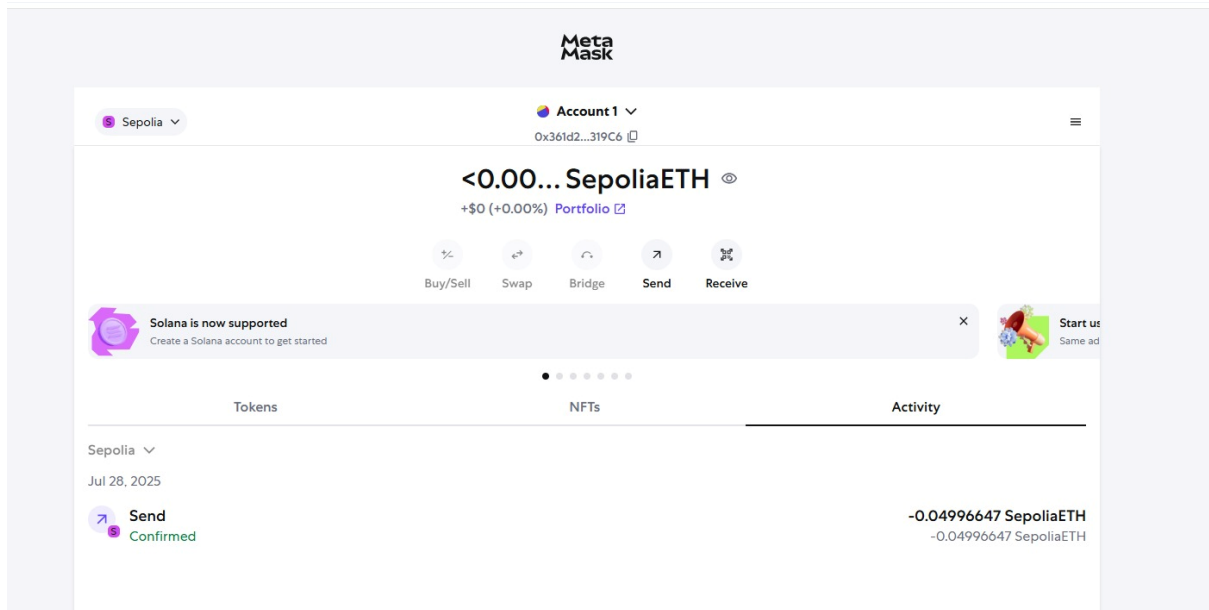 Meta
Mask
S Sepolia
Account 1
0x361d2...319C6
<0.00... SepoliaETH
+$0 (+0.00%) Portfolio
Buy/Sell Swap Bridge Send Receive
Solana is now supported
Create a Solana account to get started
Start us
Same ad
Tokens NFTs Activity
Sepolia
Jul 28, 2025
Send -0.04996647 SepoliaETH
S Confirmed -0.04996647 SepoliaETH